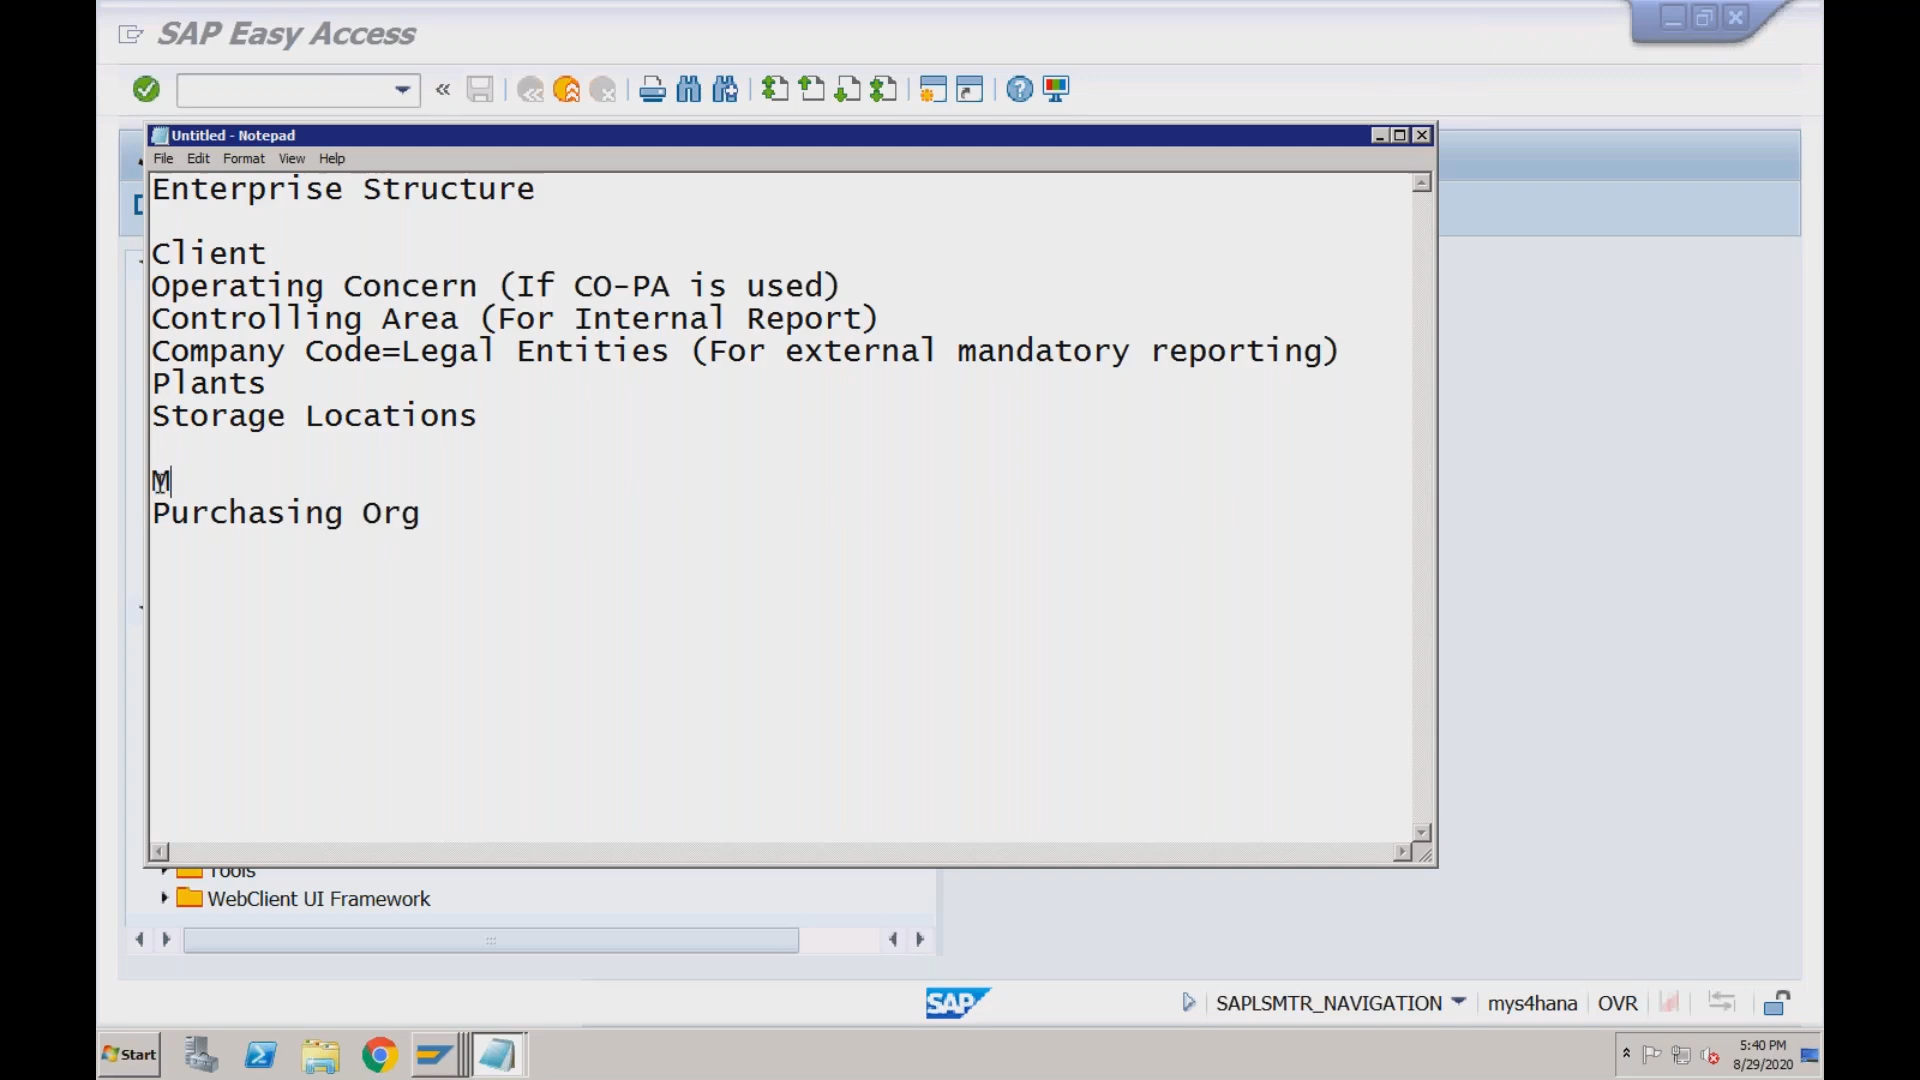 SAP Easy Access
Untitled - Notepad
File Edit Format View Help
Enterprise Structure
Client
Operating Concern (If CO-PA is used)
Controlling Area (For Internal Report)
Company Code=Legal Entities (For external mandatory reporting)
Plants
Storage Locations
M
Purchasing Org
Tools
WebClient UI Framework
SAP
SAPLSMTR_NAVIGATION
mys4hana
OVR
Start
5:40 PM
8/29/2020